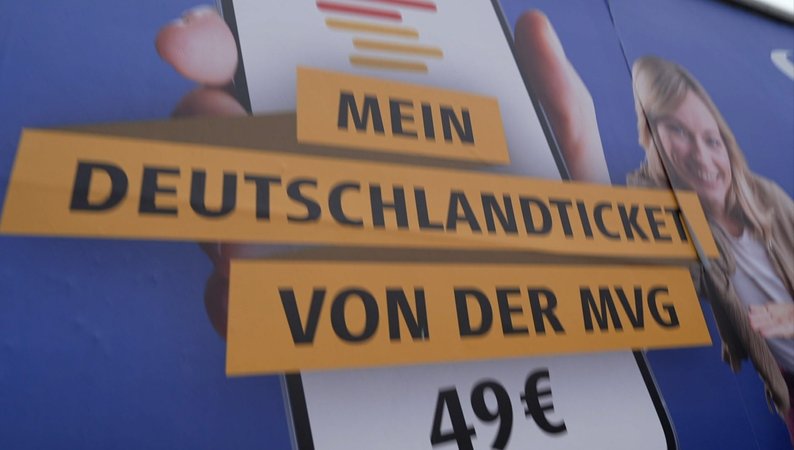 MEIN
DEUTSCHLANDTICKET
VON DER MVG
49€